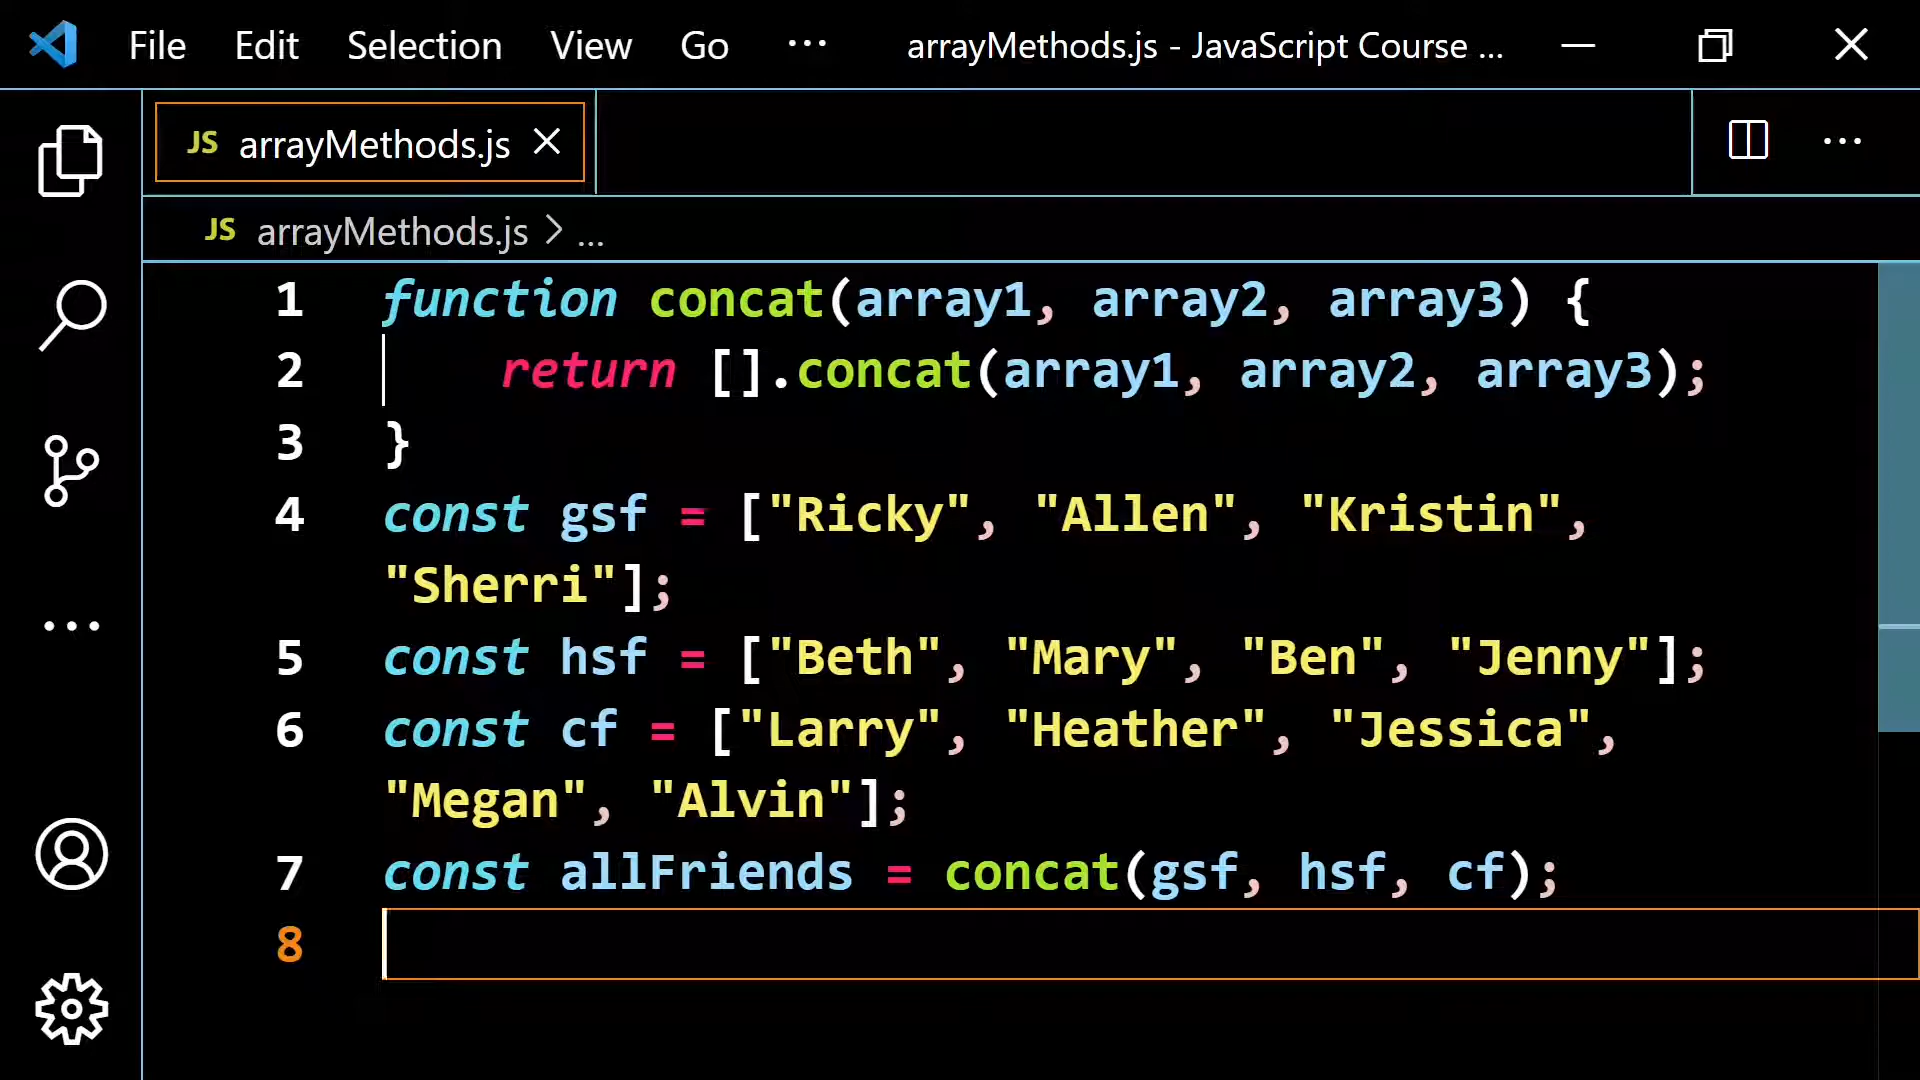 File Edit Selection View Go ... arrayMethods.js - JavaScript Course ...
JS arrayMethods.js
JS arrayMethods.js > ...
1 function concat(array1, array2, array3) {
2 return [].concat(array1, array2, array3);
3 }
4 const gsf = ["Ricky", "Allen", "Kristin",
"Sherri"];
5 const hsf = ["Beth", "Mary", "Ben", "Jenny"];
6 const cf = ["Larry", "Heather", "Jessica",
"Megan", "Alvin"];
7 const allFriends = concat(gsf, hsf, cf);
8